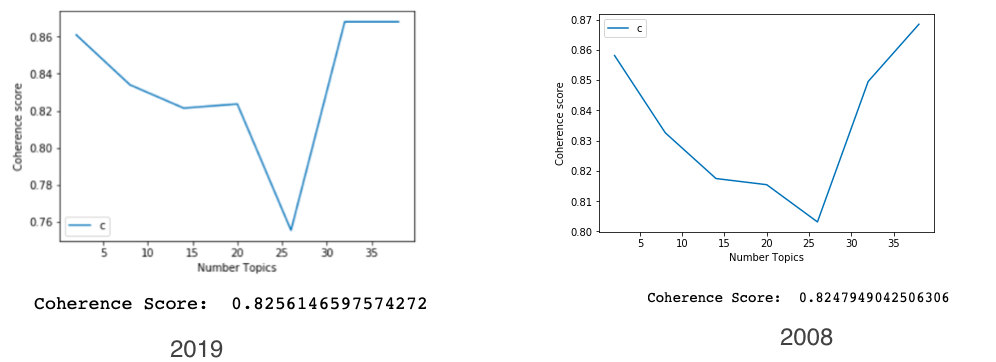 0.86
0.84
0.82
0.80
0.78
0.76
Coherence score
c
5 10 15 20 25 30 35
Number Topics
Coherence Score: 0.8256146597574272
2019
0.87
0.86
0.85
0.84
0.83
0.82
0.81
0.80
Coherence score
c
5 10 15 20 25 30 35
Number Topics
Coherence Score: 0.8247949042506306
2008